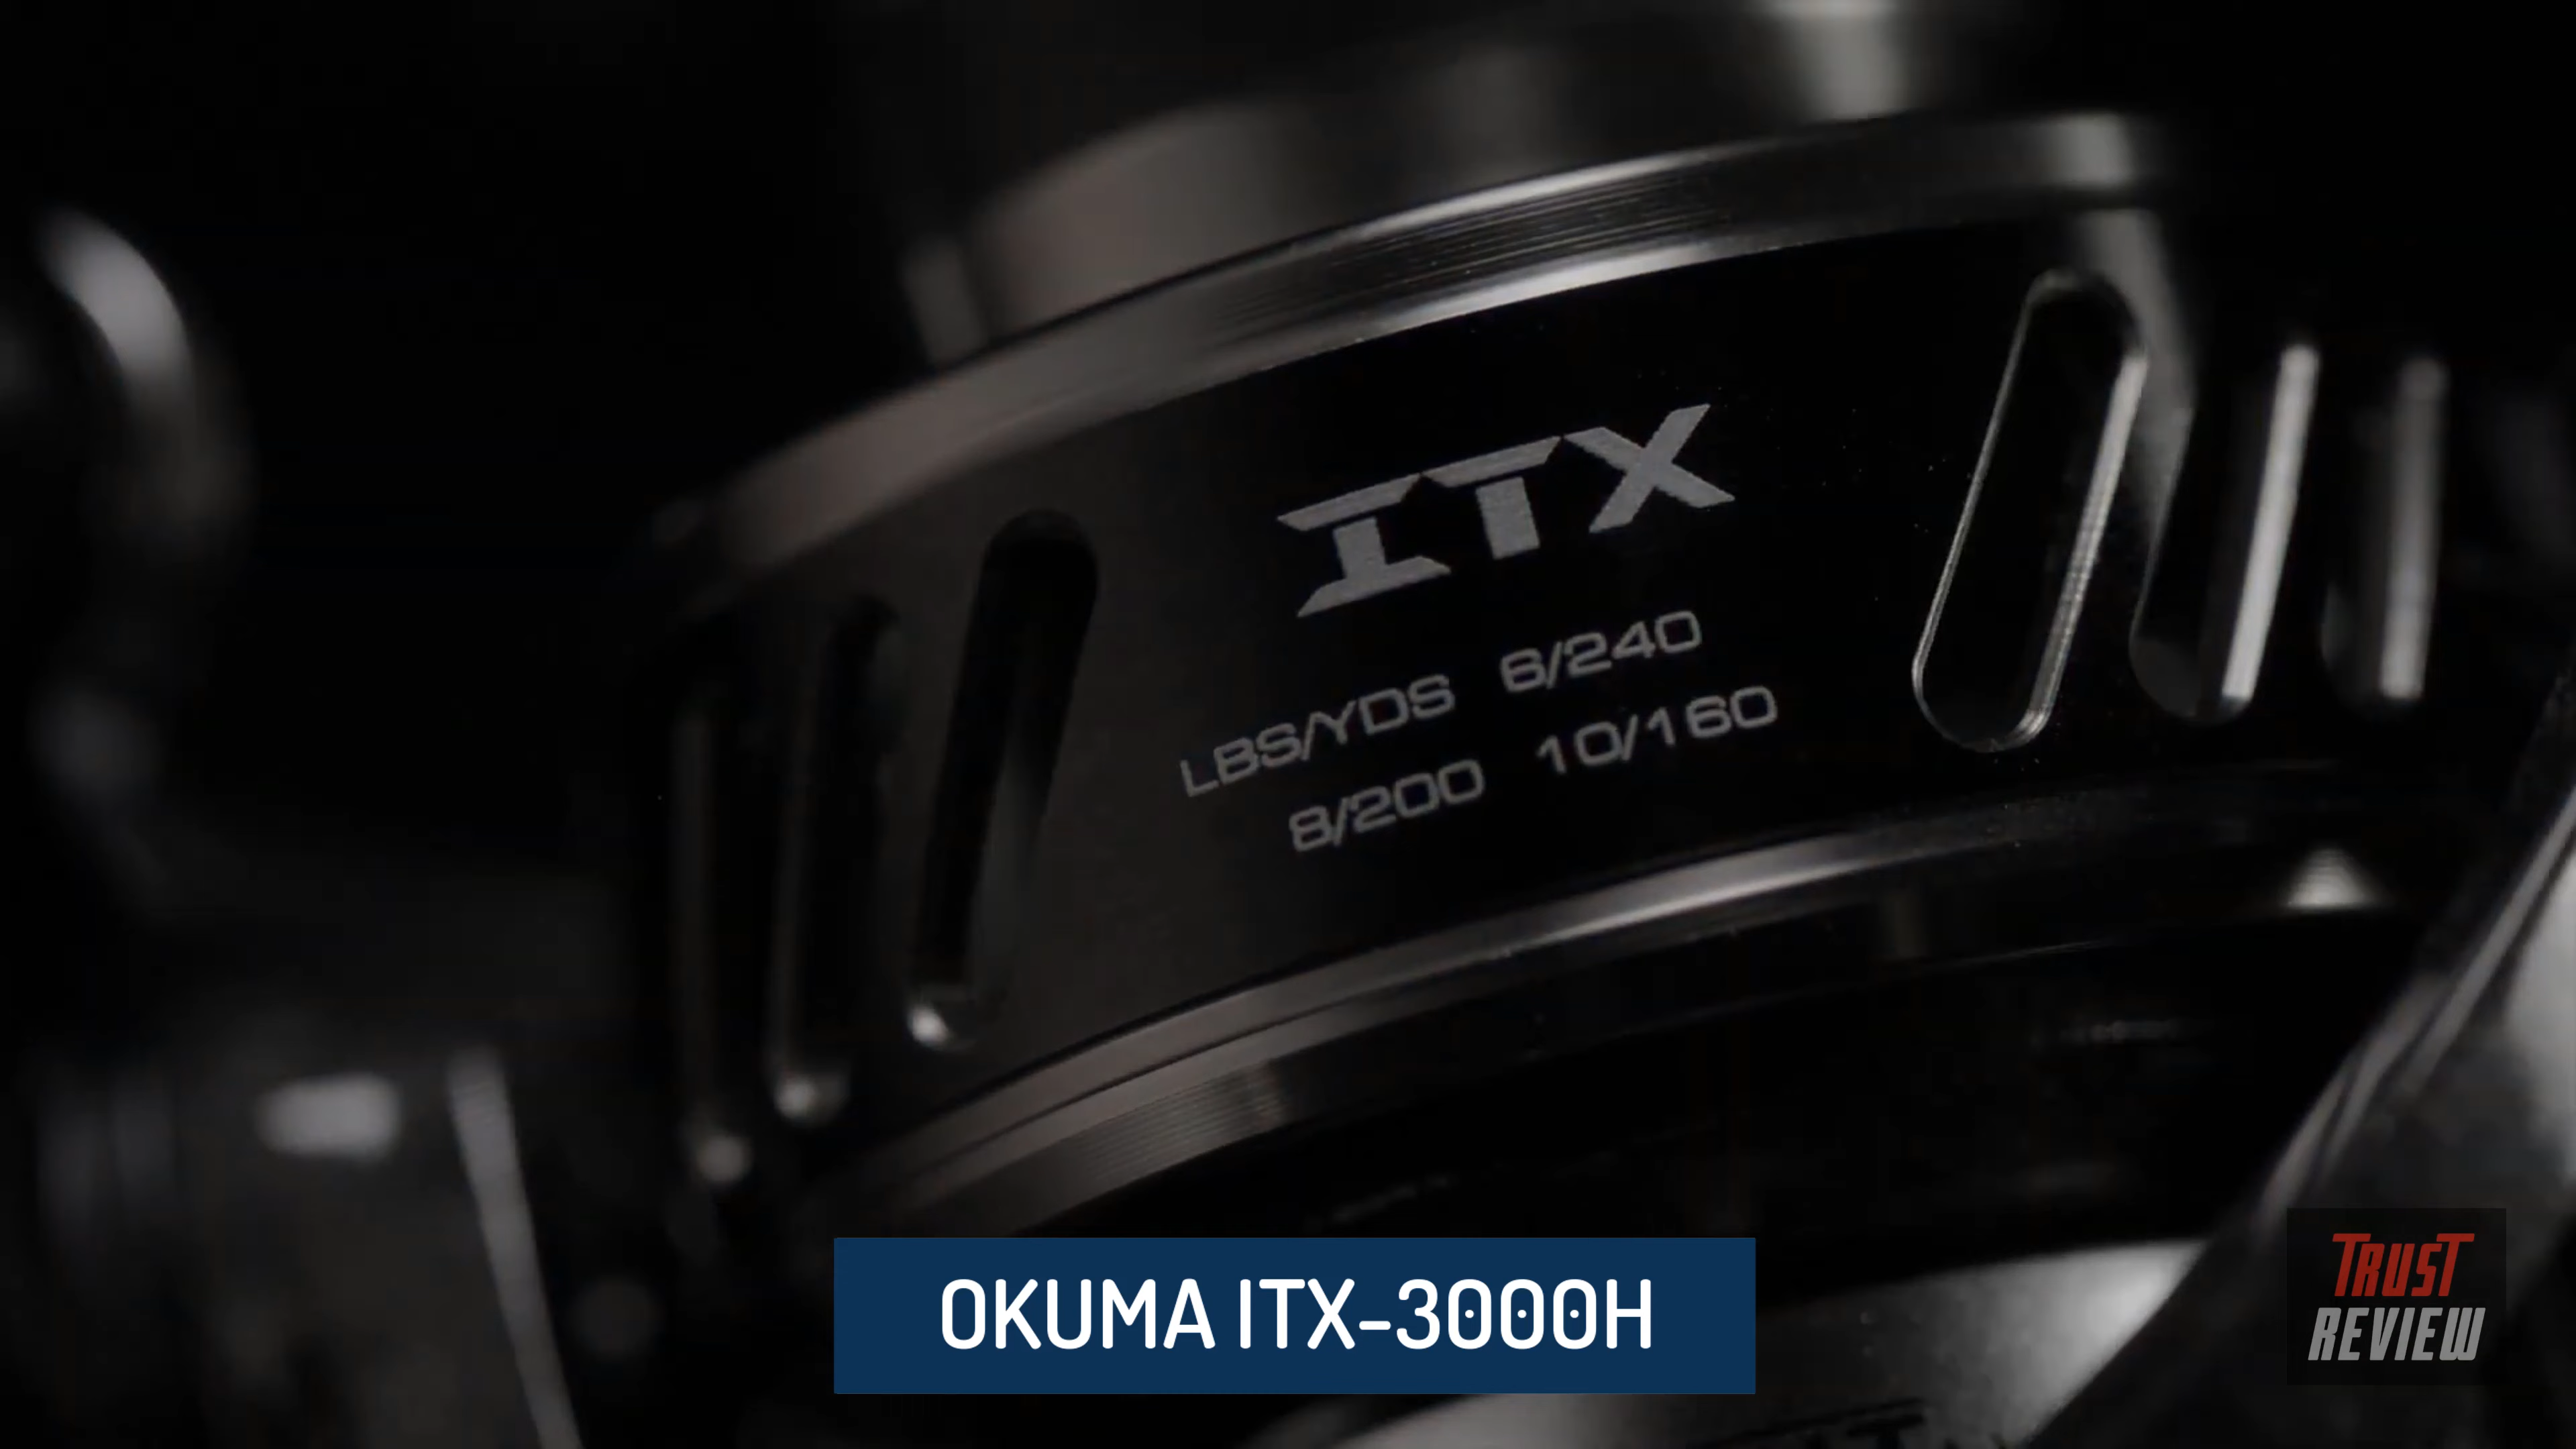 ITX
LBS/YDS 6/240
8/200 10/160
OKUMA ITX-3000H
TRUST
REVIEW